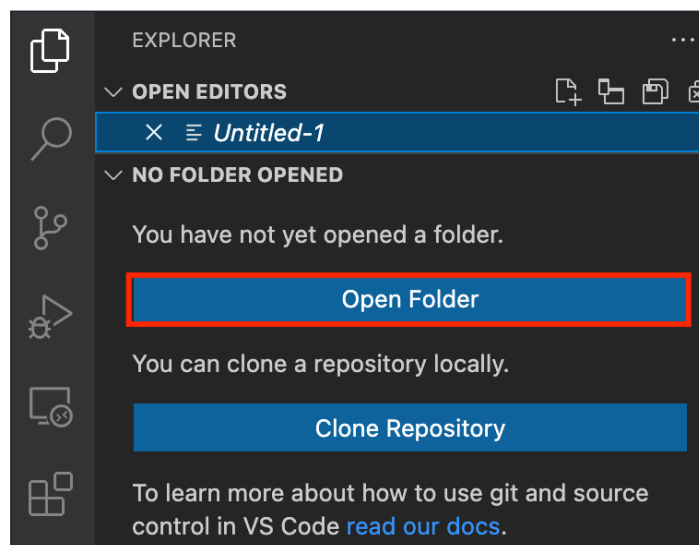 EXPLORER
OPEN EDITORS
Untitled-1
NO FOLDER OPENED
You have not yet opened a folder.
Open Folder
You can clone a repository locally.
Clone Repository
To learn more about how to use git and source
control in VS Code read our docs.